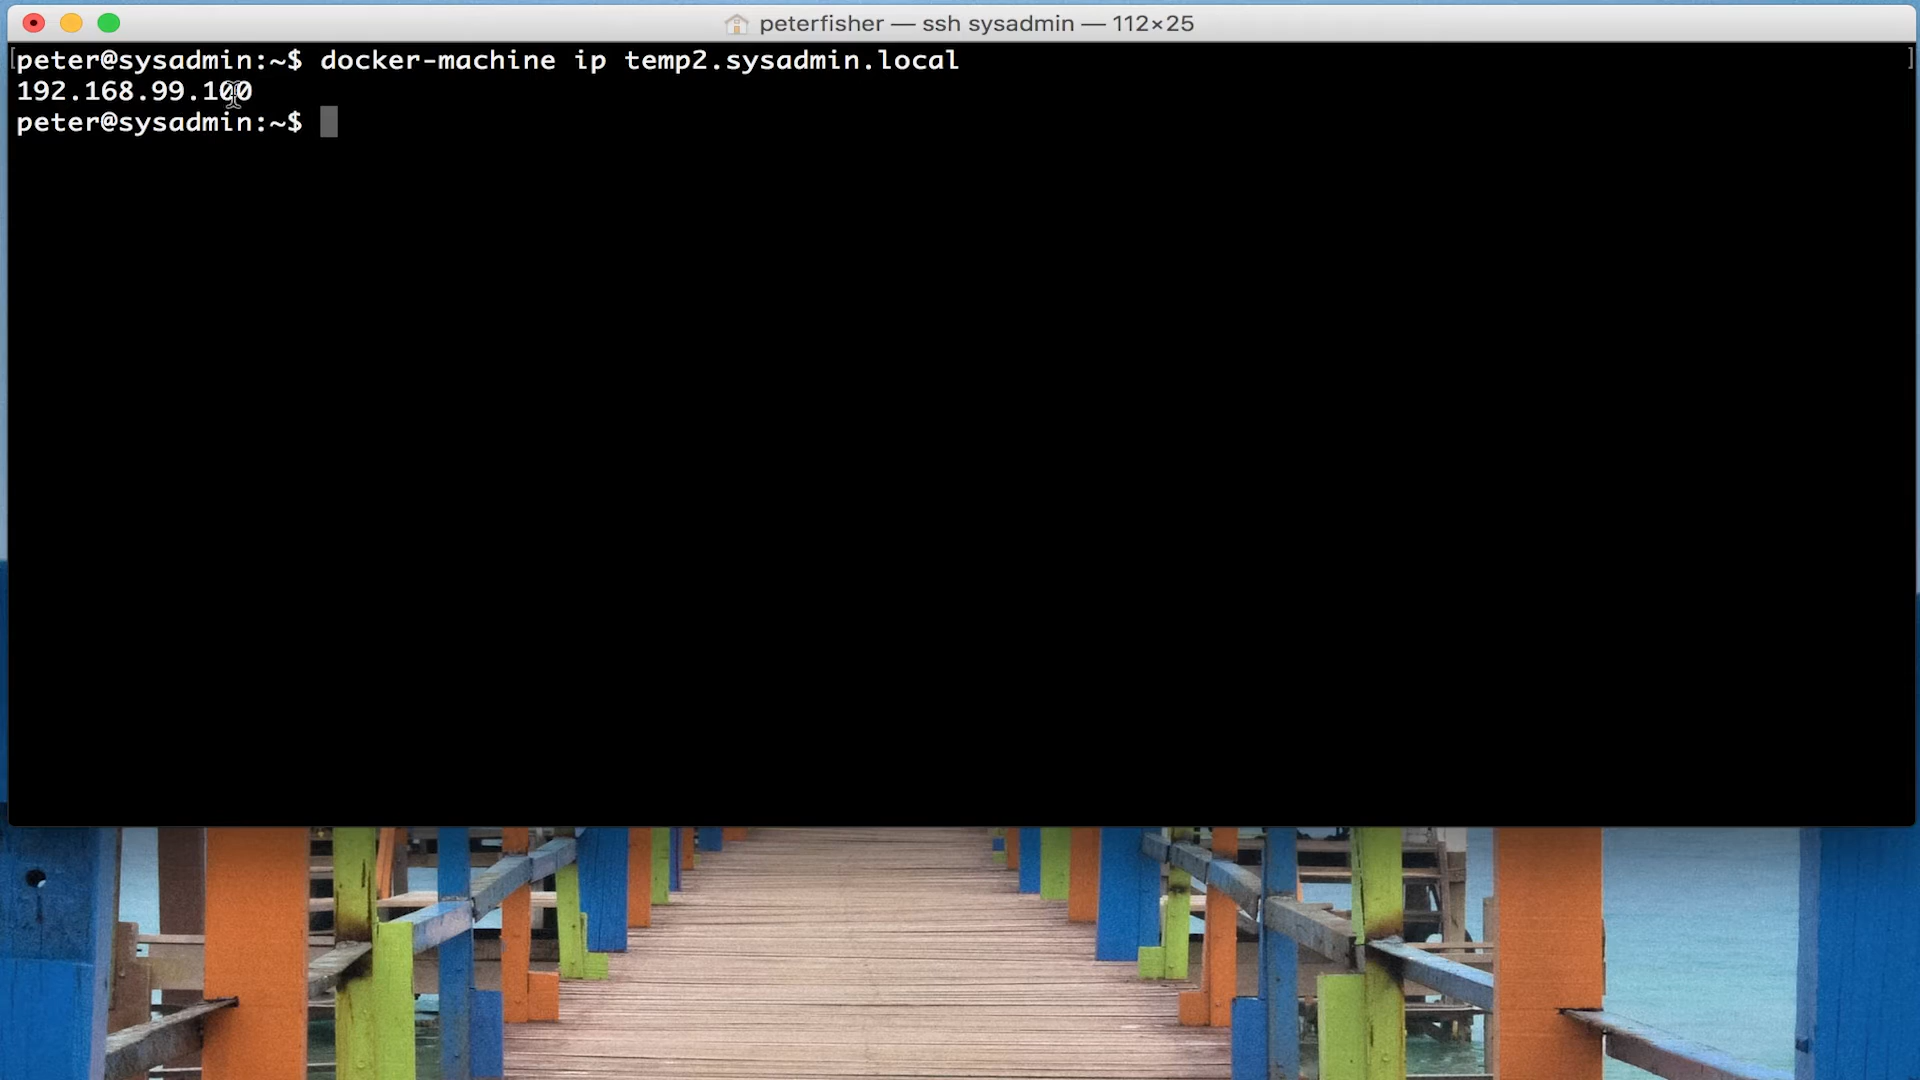 peterfisher — ssh sysadmin — 112×25
[peter@sysadmin:~$ docker-machine ip temp2.sysadmin.local ]
192.168.99.100
peter@sysadmin:~$